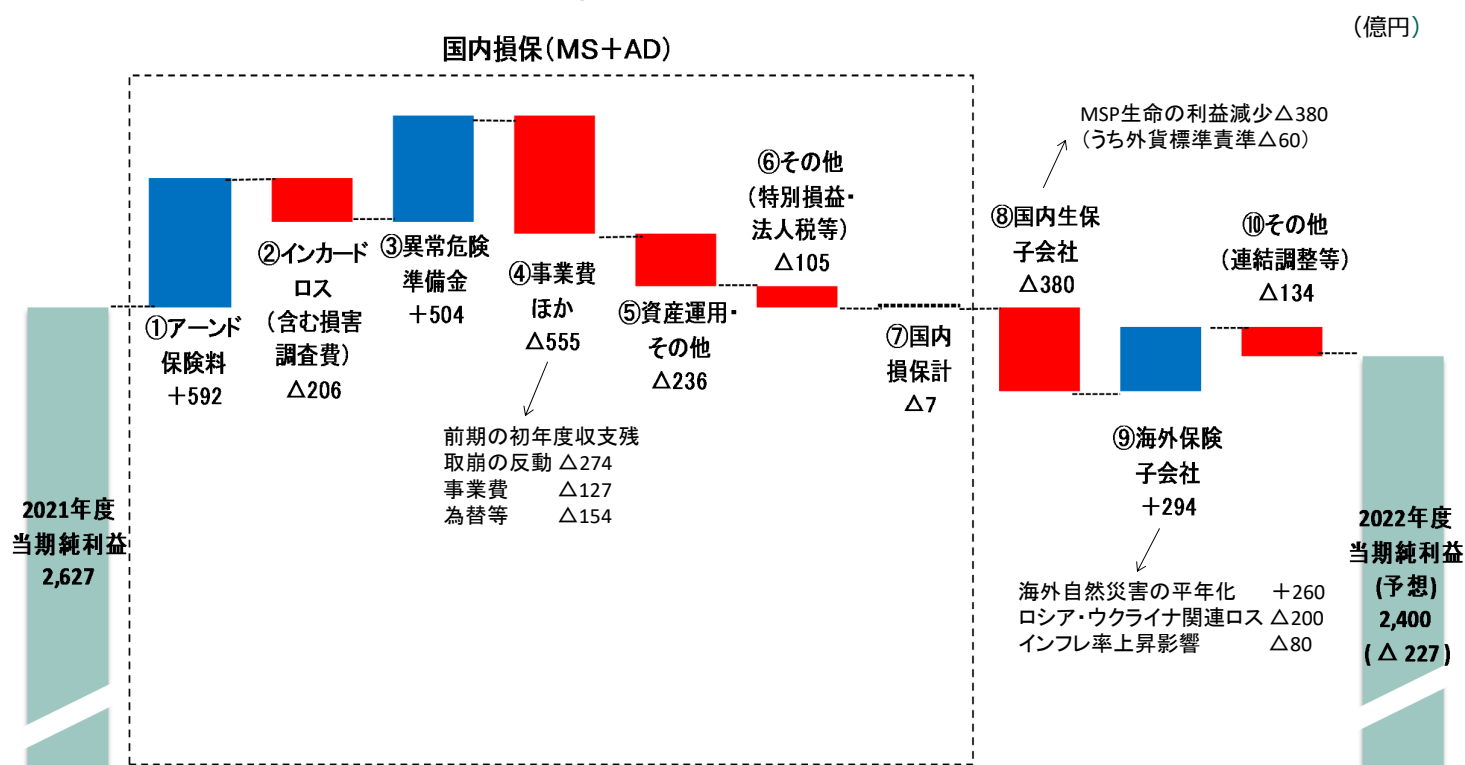 （億円）
国内損保（MS＋AD）
2021年度
当期純利益
2,627
①アーンド
保険料
＋592
②インカード
ロス
（含む損害
調査費）
△206
③異常危険
準備金
＋504
④事業費
ほか
△555
前期の初年度収支残
取崩の反動 △274
事業費 △127
為替等 △154
⑤資産運用・
その他
△236
⑥その他
（特別損益・
法人税等）
△105
⑦国内
損保計
△7
MSP生命の利益減少△380
（うち外貨標準責準△60）
⑧国内生保
子会社
△380
⑨海外保険
子会社
＋294
海外自然災害の平年化 ＋260
ロシア・ウクライナ関連ロス △200
インフレ率上昇影響 △80
⑩その他
（連結調整等）
△134
2022年度
当期純利益
(予想)
2,400
( △ 227 )